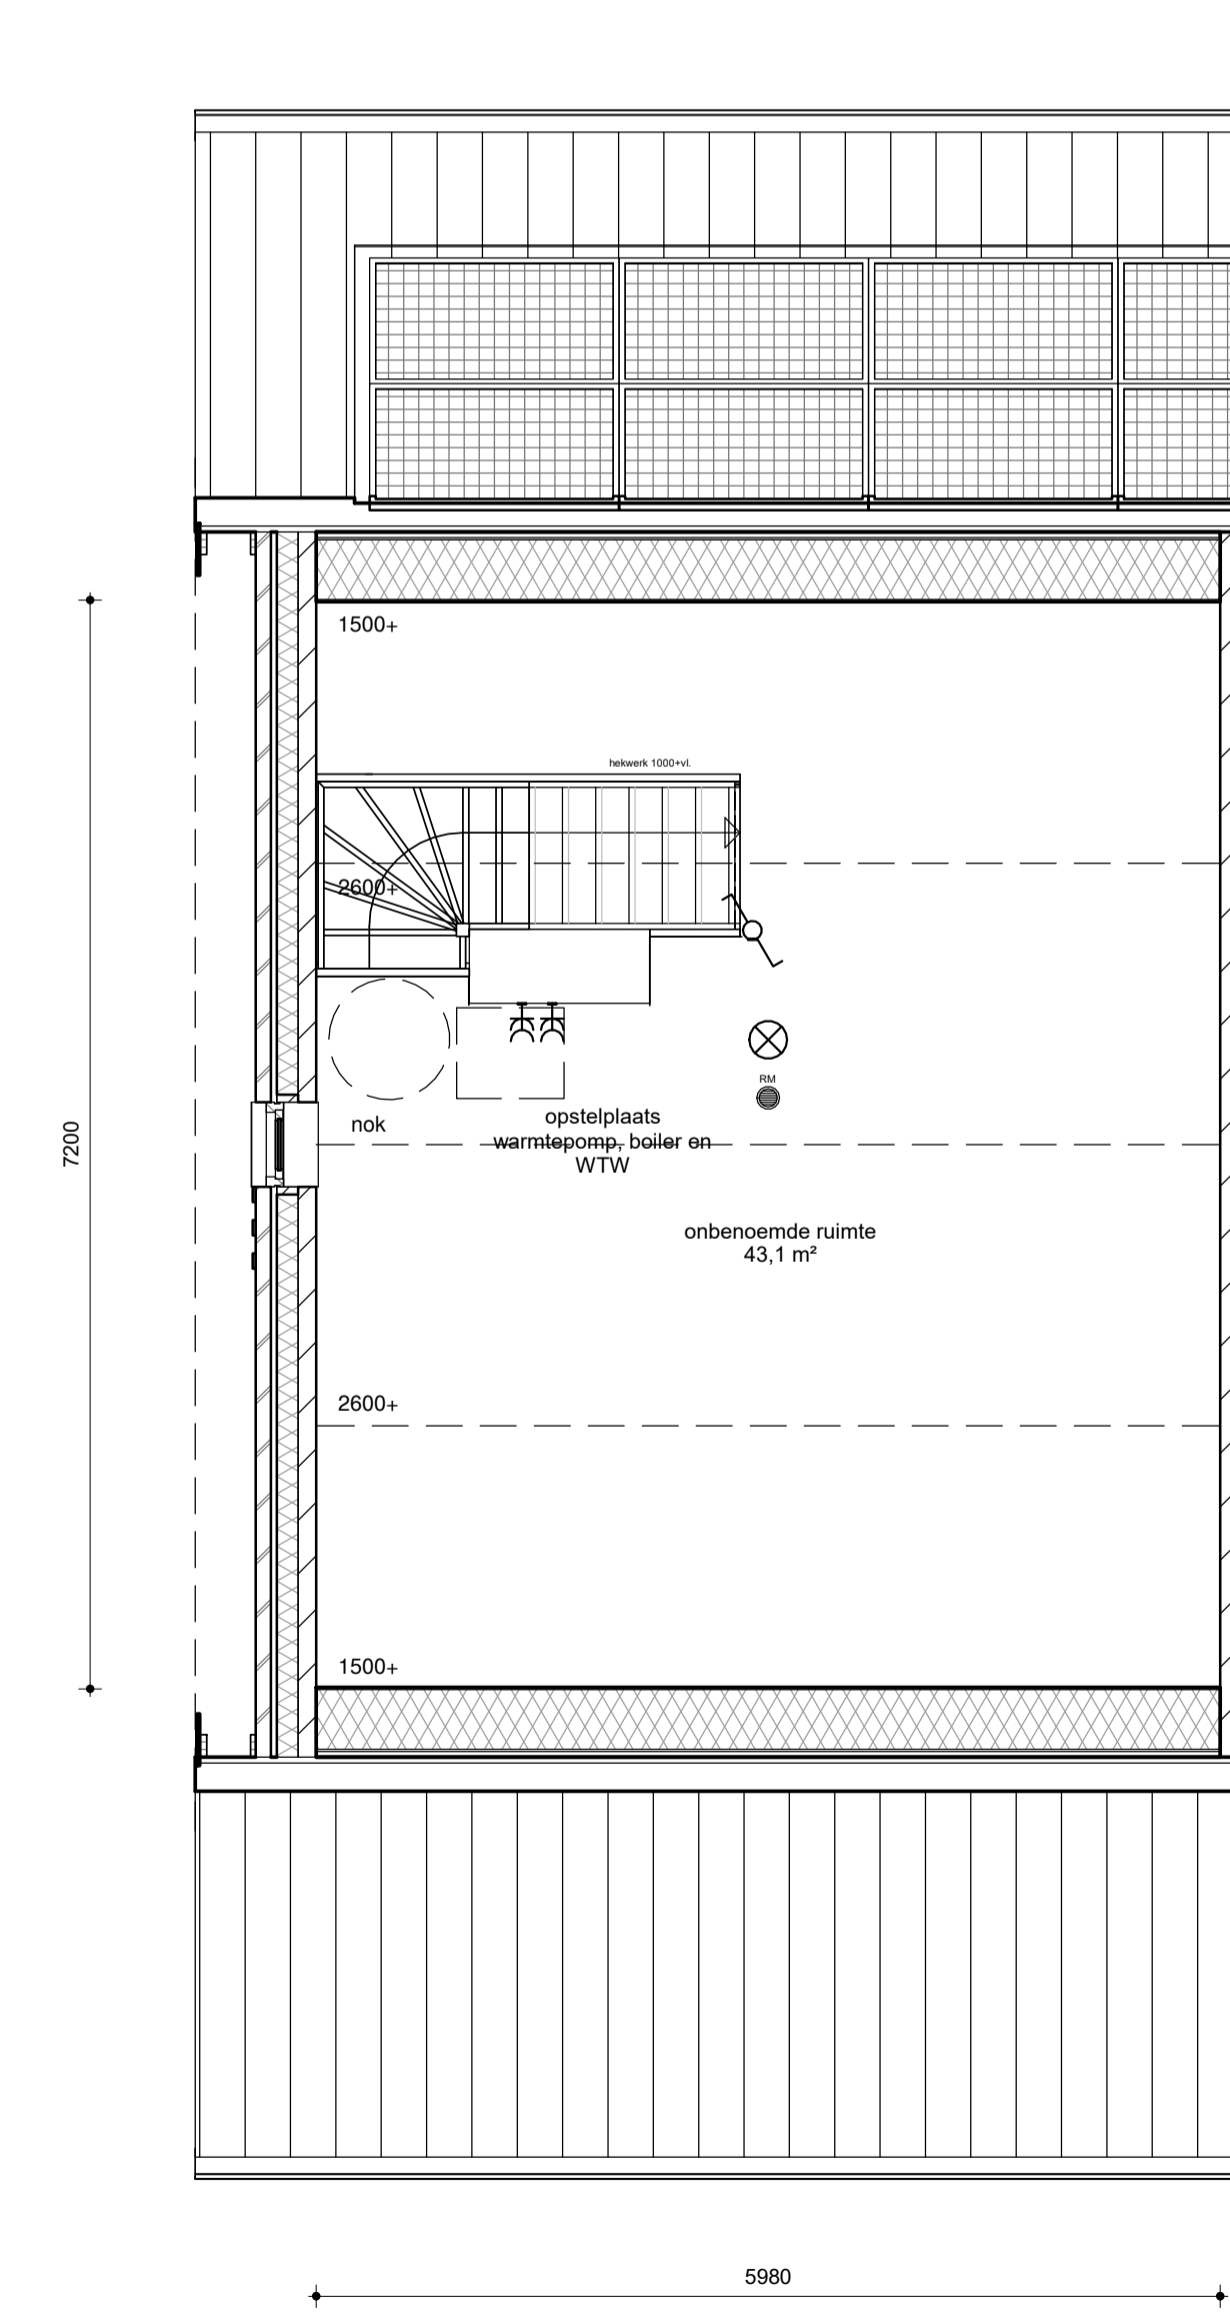 1500+
hekwerk 1000+vl.
2600+
RM
nok
opstelplaats
warmtepomp, boiler en
WTW
7200
onbenoemde ruimte
43,1 m²
2600+
1500+
5980